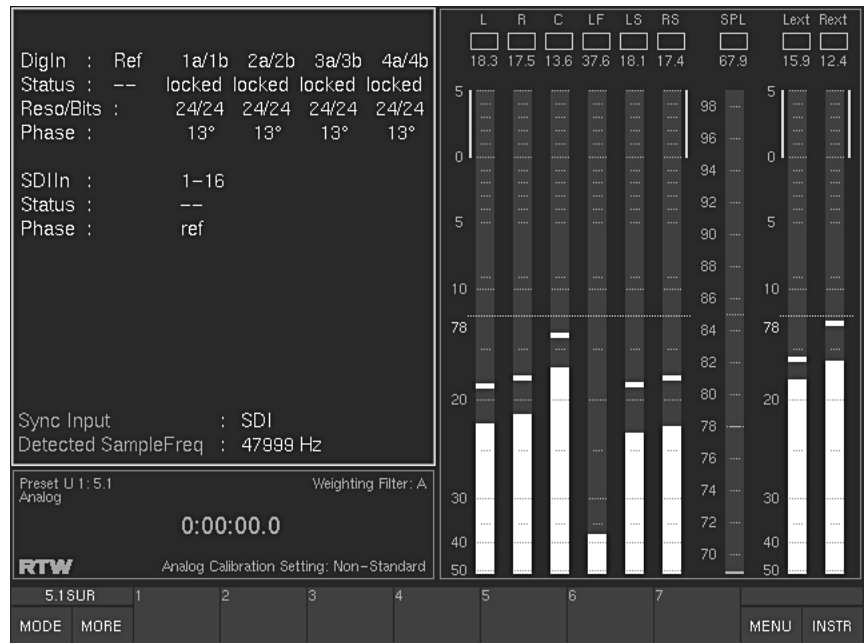 DigIn : Ref 1a/1b 2a/2b 3a/3b 4a/4b
Status : -- locked locked locked locked
Reso/Bits : 24/24 24/24 24/24 24/24
Phase : 13° 13° 13° 13°
SDIIn : 1-16
Status : --
Phase : ref
Sync Input : SDI
Detected SampleFreq : 47999 Hz
Preset U 1: 5.1 Weighting Filter: A
Analog
0:00:00.0
RTW Analog Calibration Setting: Non-Standard
L R C LF LS RS SPL Lext Rext
18.3 17.5 13.6 37.6 18.1 17.4 67.9 15.9 12.4
5 5
98
96
0 0
94
92
5 5
90
88
10 10
86
78 84 78
82
80
20 20
78
76
74
30 30
72
40 40
70
50 50
5.1SUR 1 2 3 4 5 6 7
MODE MORE MENU INSTR